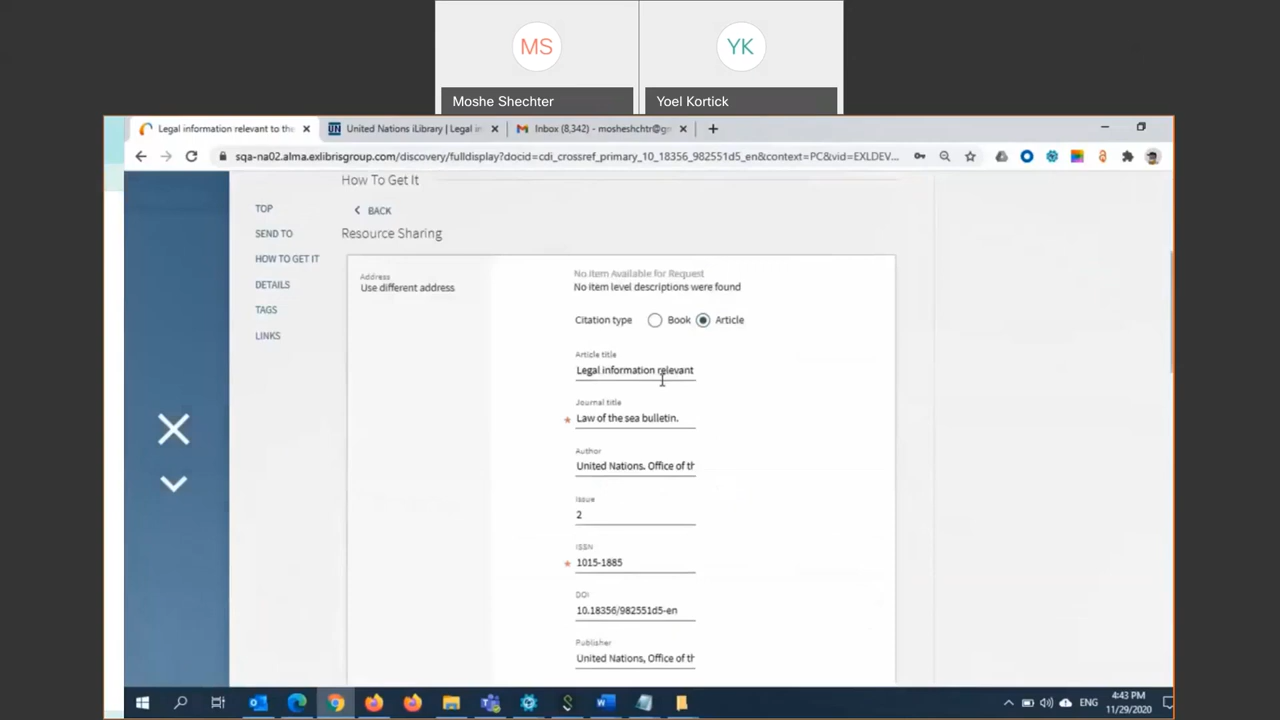 MS
YK
Moshe Shechter
Yoel Kortick
Legal information relevant to the
United Nations iLibrary | Legal in
Inbox (8,342) - mosheshchtr@gm
sqa-na02.alma.exlibrisgroup.com/discovery/fulldisplay?docid=cdi_crossref_primary_10_18356_982551d5_en&context=PC&vid=EXLDEV...
How To Get It
TOP
BACK
SEND TO
Resource Sharing
HOW TO GET IT
DETAILS
TAGS
LINKS
Address
Use different address
No Item Available for Request
No item level descriptions were found
Citation type Book Article
Article title
Legal information relevant
Journal title
* Law of the sea bulletin.
Author
United Nations. Office of th
Issue
2
ISSN
* 1015-1885
DOI
10.18356/982551d5-en
Publisher
United Nations, Office of th
ENG
4:43 PM
11/29/2020